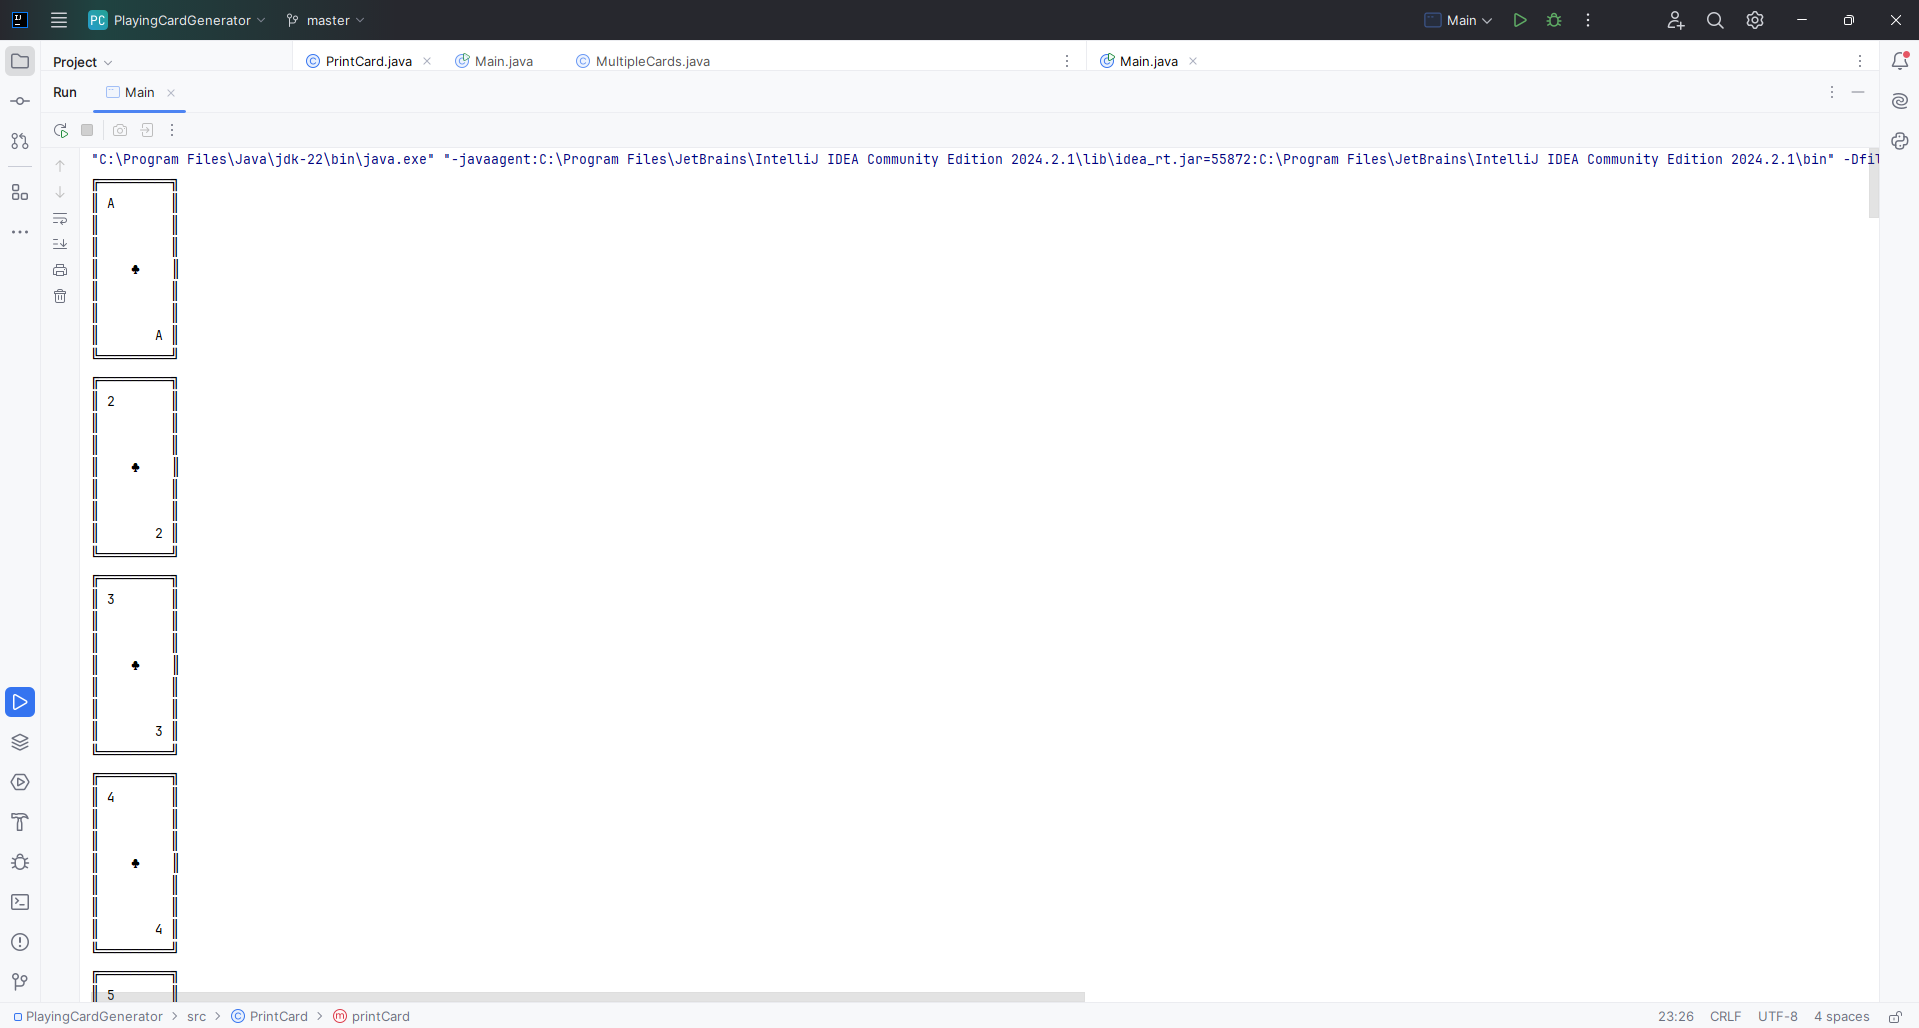 PC PlayingCardGenerator master Main
Project PrintCard.java Main.java MultipleCards.java Main.java
Run Main
"C:\Program Files\Java\jdk-22\bin\java.exe" "-javaagent:C:\Program Files\JetBrains\IntelliJ IDEA Community Edition 2024.2.1\lib\idea_rt.jar=55872:C:\Program Files\JetBrains\IntelliJ IDEA Community Edition 2024.2.1\bin" -Dfil
╔═════════╗
║ A       ║
║         ║
║         ║
║    ♣    ║
║         ║
║         ║
║       A ║
╚═════════╝
╔═════════╗
║ 2       ║
║         ║
║         ║
║    ♣    ║
║         ║
║         ║
║       2 ║
╚═════════╝
╔═════════╗
║ 3       ║
║         ║
║         ║
║    ♣    ║
║         ║
║         ║
║       3 ║
╚═════════╝
╔═════════╗
║ 4       ║
║         ║
║         ║
║    ♣    ║
║         ║
║         ║
║       4 ║
╚═════════╝
╔═════════╗
║ 5       ║
PlayingCardGenerator > src > PrintCard > printCard 23:26 CRLF UTF-8 4 spaces